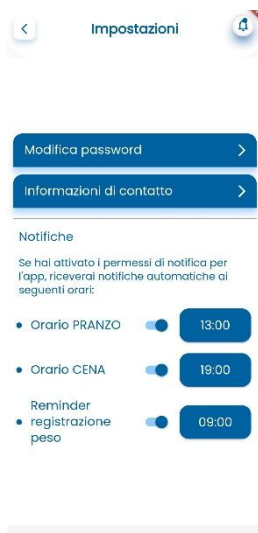 Impostazioni
Modifica password
Informazioni di contatto
Notifiche
Se hai attivato i permessi di notifica per
l'app, riceverai notifiche automatiche ai
seguenti orari:
Orario PRANZO
13:00
Orario CENA
19:00
Reminder
registrazione
peso
09:00